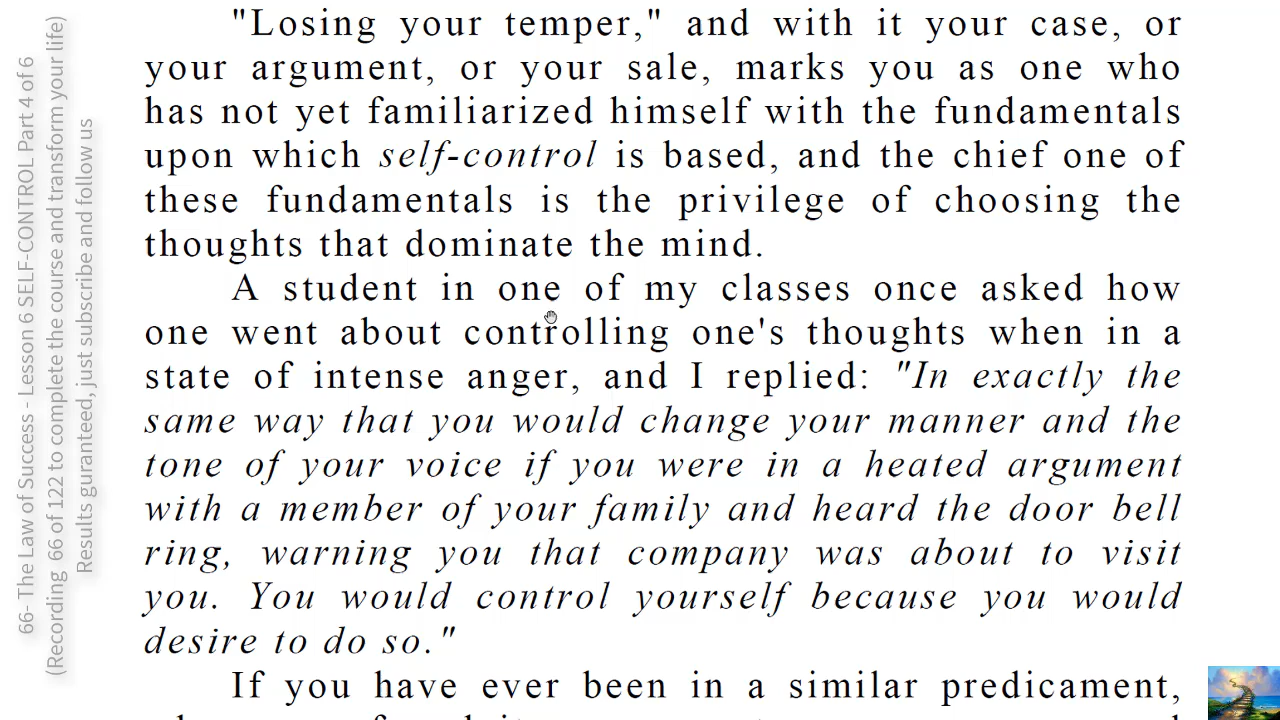 "Losing your temper," and with it your case, or
your argument, or your sale, marks you as one who
has not yet familiarized himself with the fundamentals
upon which self-control is based, and the chief one of
these fundamentals is the privilege of choosing the
thoughts that dominate the mind.
A student in one of my classes once asked how
one went about controlling one's thoughts when in a
state of intense anger, and I replied: "In exactly the
same way that you would change your manner and the
tone of your voice if you were in a heated argument
with a member of your family and heard the door bell
ring, warning you that company was about to visit
you. You would control yourself because you would
desire to do so."
If you have ever been in a similar predicament,
66- The Law of Success - Lesson 6 SELF-CONTROL Part 4 of 6
(Recording 66 of 122 to complete the course and transform your life)
Results guranteed, just subscribe and follow us